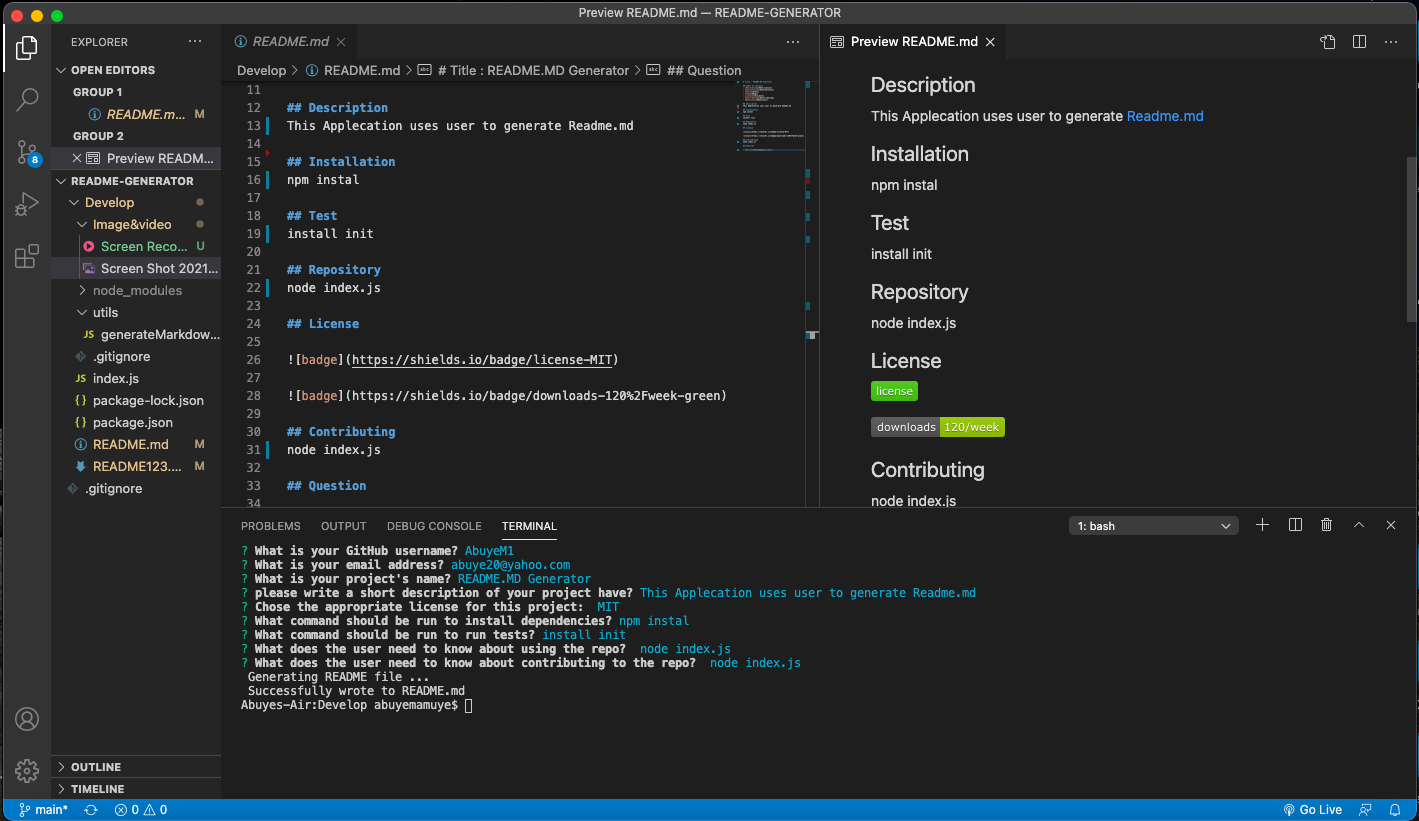 Preview README.md — README-GENERATOR
EXPLORER
OPEN EDITORS
GROUP 1
README.m... M
GROUP 2
Preview READM...
README-GENERATOR
Develop
Image&video
Screen Reco... U
Screen Shot 2021...
node_modules
utils
JS generateMarkdow...
.gitignore
JS index.js
{} package-lock.json
{} package.json
README.md M
README123.... M
.gitignore
OUTLINE
TIMELINE
8
README.md
Develop > README.md > # Title : README.MD Generator > ## Question
11
12 ## Description
13 This Applecation uses user to generate Readme.md
14
15 ## Installation
16 npm instal
17
18 ## Test
19 install init
20
21 ## Repository
22 node index.js
23
24 ## License
25
26 ![badge](https://shields.io/badge/license-MIT)
27
28 ![badge](https://shields.io/badge/downloads-120%2Fweek-green)
29
30 ## Contributing
31 node index.js
32
33 ## Question
34
Preview README.md
Description
This Applecation uses user to generate Readme.md
Installation
npm instal
Test
install init
Repository
node index.js
License
license
downloads 120/week
Contributing
node index.js
PROBLEMS OUTPUT DEBUG CONSOLE TERMINAL
1: bash
? What is your GitHub username? AbuyeM1
? What is your email address? abuye20@yahoo.com
? What is your project's name? README.MD Generator
? please write a short description of your project have? This Applecation uses user to generate Readme.md
? Chose the appropriate license for this project: MIT
? What command should be run to install dependencies? npm instal
? What command should be run to run tests? install init
? What does the user need to know about using the repo? node index.js
? What does the user need to know about contributing to the repo? node index.js
Generating README file ...
Successfully wrote to README.md
Abuyes-Air:Develop abuyemamuye$
main* 0 0 Go Live